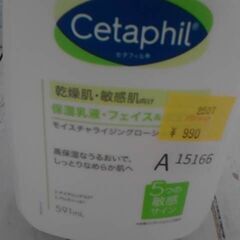 Cetaphil®
セタフィル®
乾燥肌・敏感肌向け
保湿乳液・フェイス&
モイスチャライジングローシ
2507
¥ 990
A 15166
高保湿なうるおいで、
しっとりなめらか肌へ
5つの
敏感
サイン
591mL